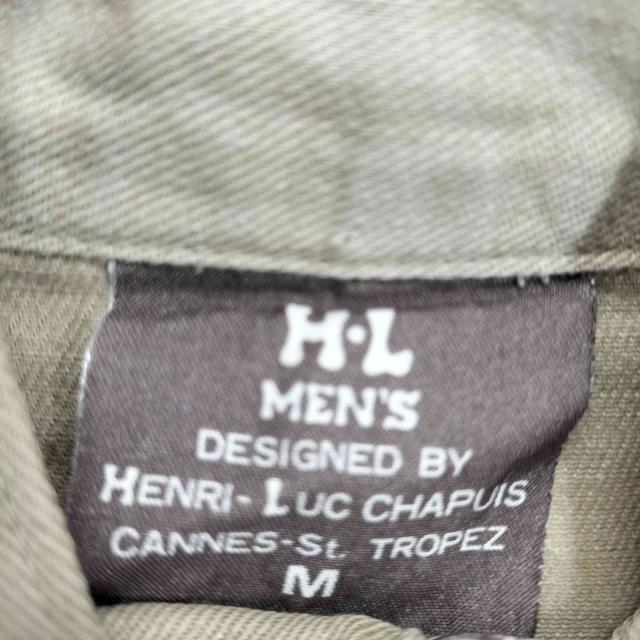 H·L
MEN'S
DESIGNED BY
HENRI-LUC CHAPUIS
CANNES-St. TROPEZ
M